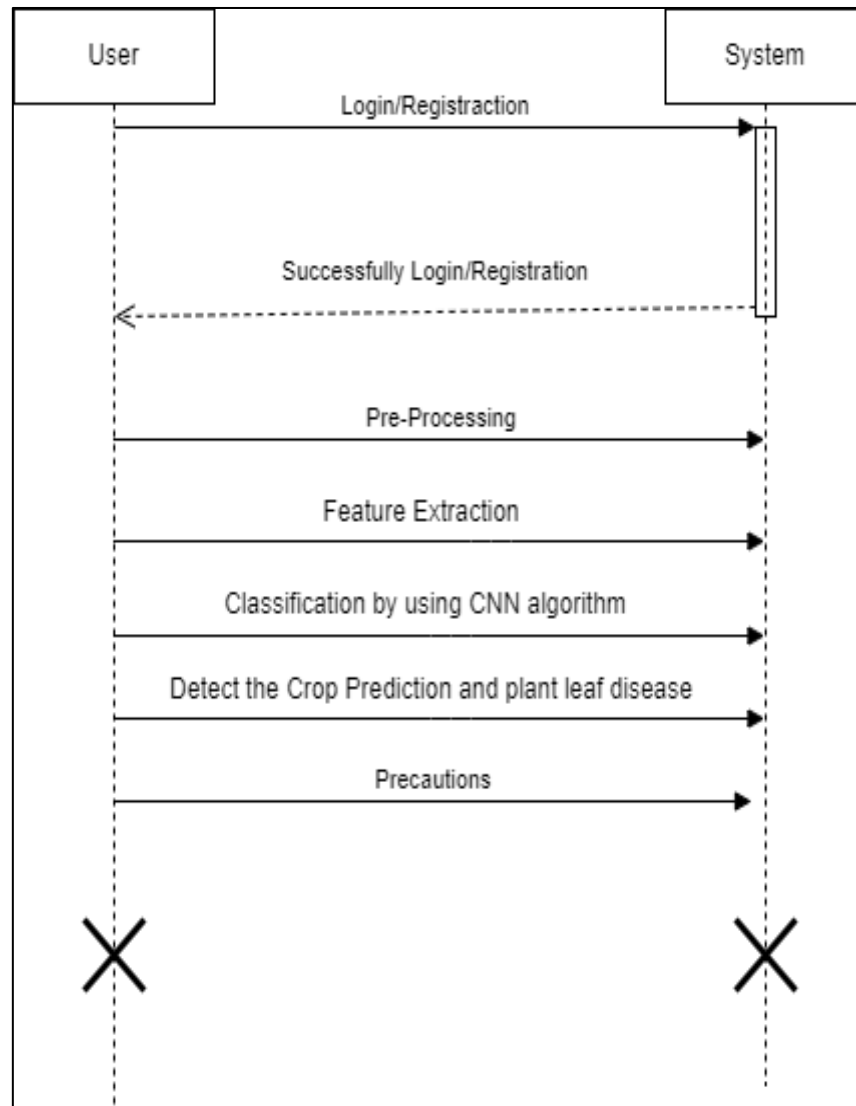 User
System
Login/Registraction
Successfully Login/Registration
Pre-Processing
Feature Extraction
Classification by using CNN algorithm
Detect the Crop Prediction and plant leaf disease
Precautions